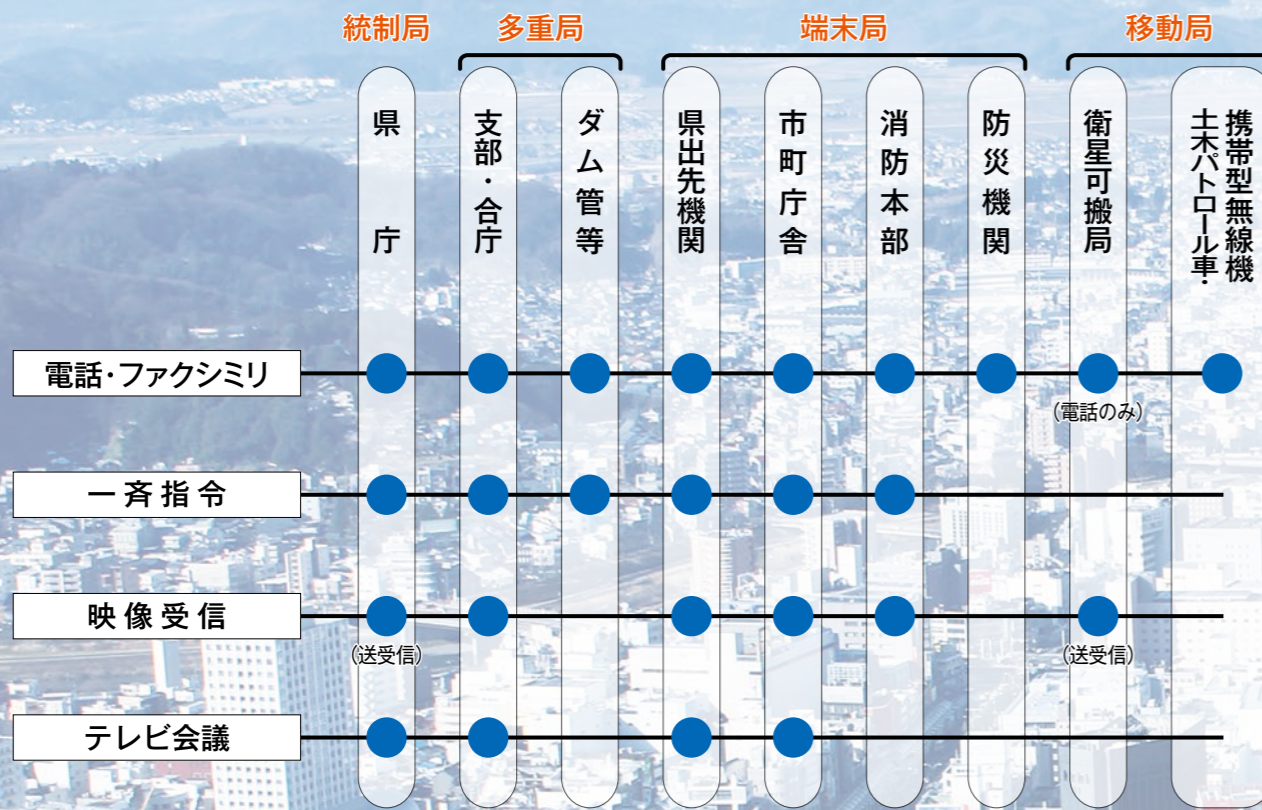 統制局
多重局
端末局
移動局
県庁
支部・合庁
ダム管等
県出先機関
市町庁舎
消防本部
防災機関
衛星可搬局
携帯型無線機
土木パトロール車・
電話・ファクシミリ
(電話のみ)
一斉指令
映像受信
(送受信)
(送受信)
テレビ会議